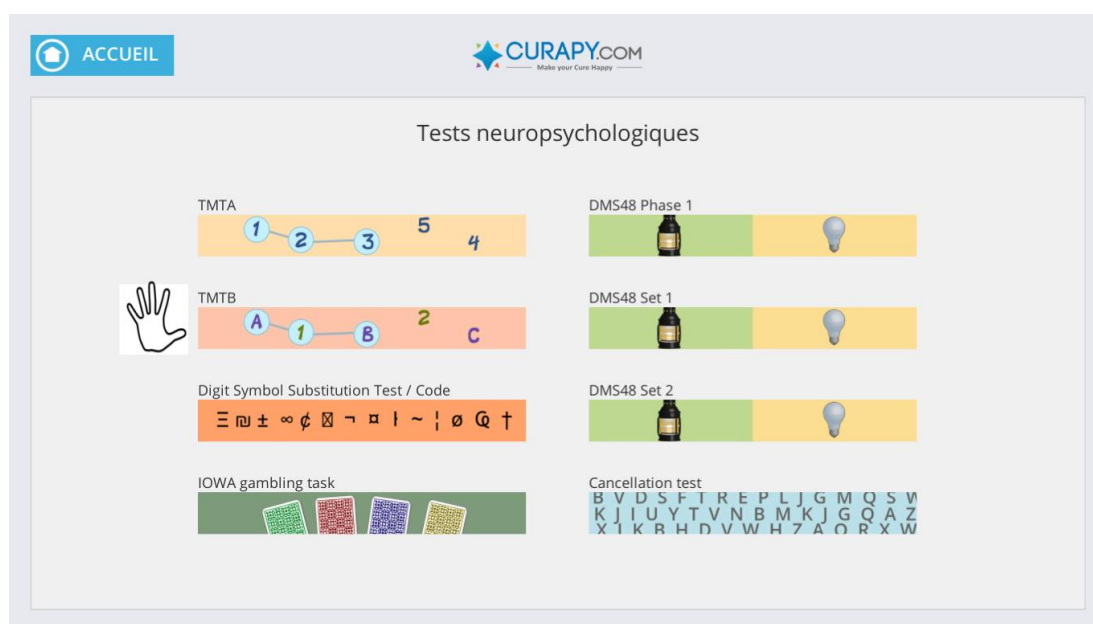 ACCUEIL
CURAPY.COM
Make your Cure Happy
Tests neuropsychologiques
TMTA
1 2 3 5 4
TMTB
A 1 B 2 C
Digit Symbol Substitution Test / Code
Ξ ₪ ± ∞ ¢ ¬ ¤ ~ ¦ ø †
IOWA gambling task
DMS48 Phase 1
DMS48 Set 1
DMS48 Set 2
Cancellation test
B V D S F T R E P L J G M Q S W
K J I U Y T V N B M K J G Q A Z
X J K B H D V W H Z A O R X W